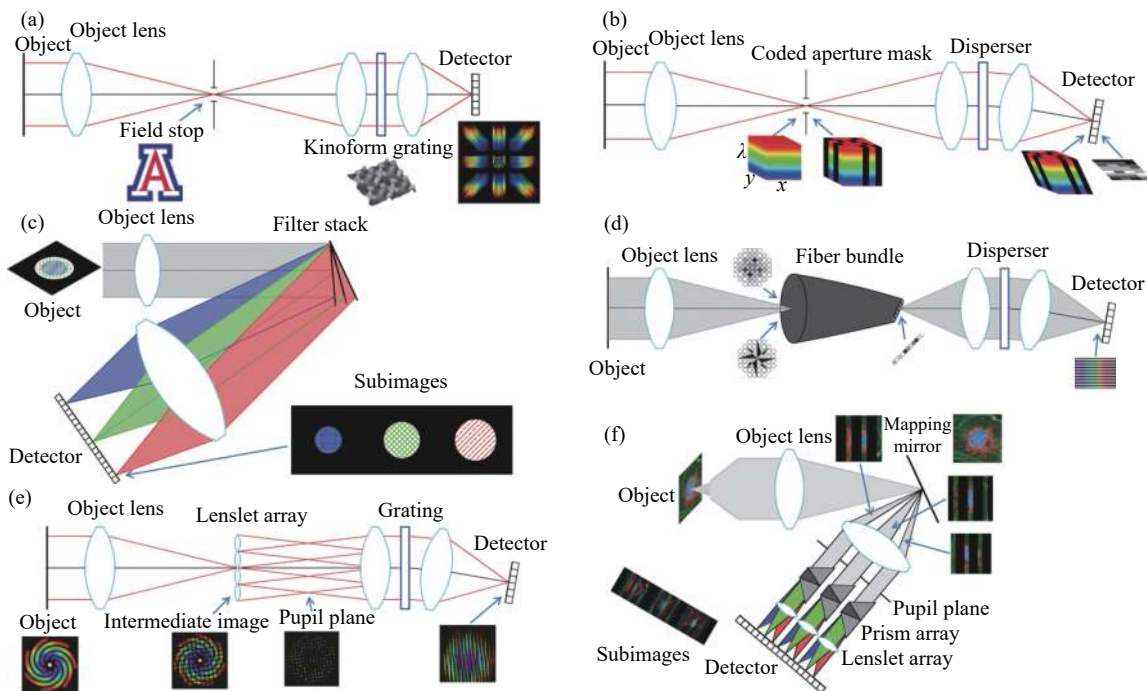 (a)
Object lens
Object
Detector
Field stop
Kinoform grating
A
(b)
Object lens
Object
Coded aperture mask
Disperser
Detector
λ
y
x
(c)
Object lens
Filter stack
Object
Subimages
Detector
(d)
Object lens
Fiber bundle
Disperser
Detector
Object
(e)
Object lens
Lenslet array
Grating
Detector
Object
Intermediate image
Pupil plane
(f)
Object lens
Mapping
mirror
Object
Pupil plane
Prism array
Lenslet array
Subimages
Detector